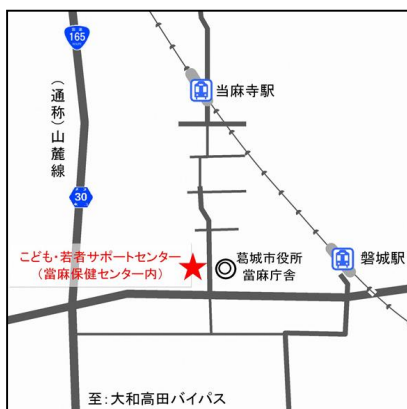 165
当麻寺駅
(通称)山麓線
30
こども・若者サポートセンター
(當麻保健センター内)
葛城市役所
當麻庁舎
磐城駅
至:大和高田バイパス